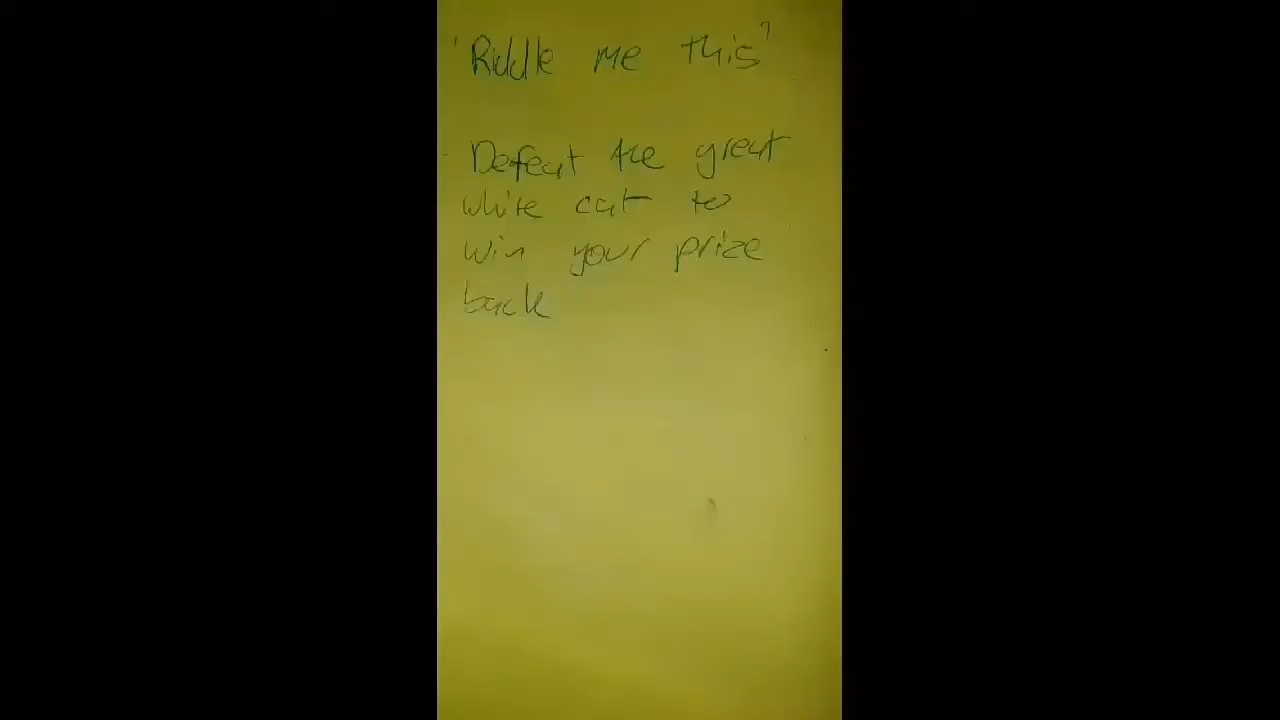 'Riddle me this'
Defeat the great
white cat to
win your prize
back